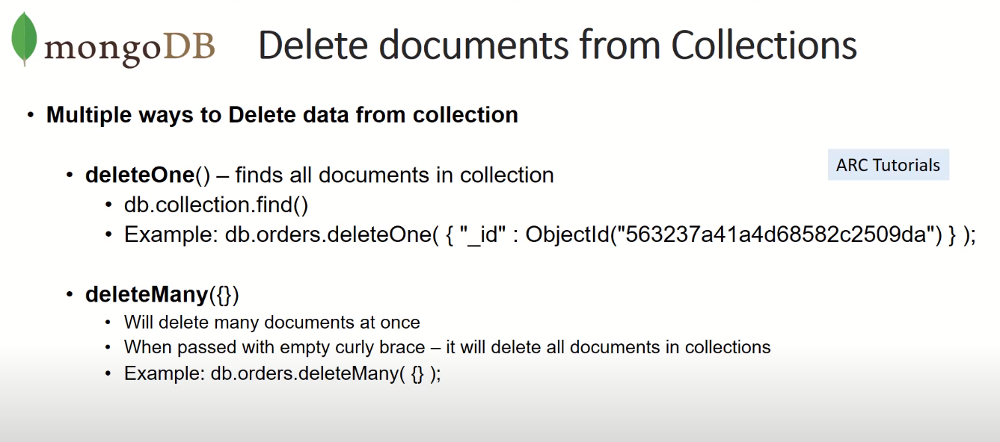 mongoDB
Delete documents from Collections
• Multiple ways to Delete data from collection
ARC Tutorials
• deleteOne() – finds all documents in collection
• db.collection.find()
• Example: db.orders.deleteOne( { "_id" : ObjectId("563237a41a4d68582c2509da") } );
• deleteMany({})
• Will delete many documents at once
• When passed with empty curly brace – it will delete all documents in collections
• Example: db.orders.deleteMany( {} );